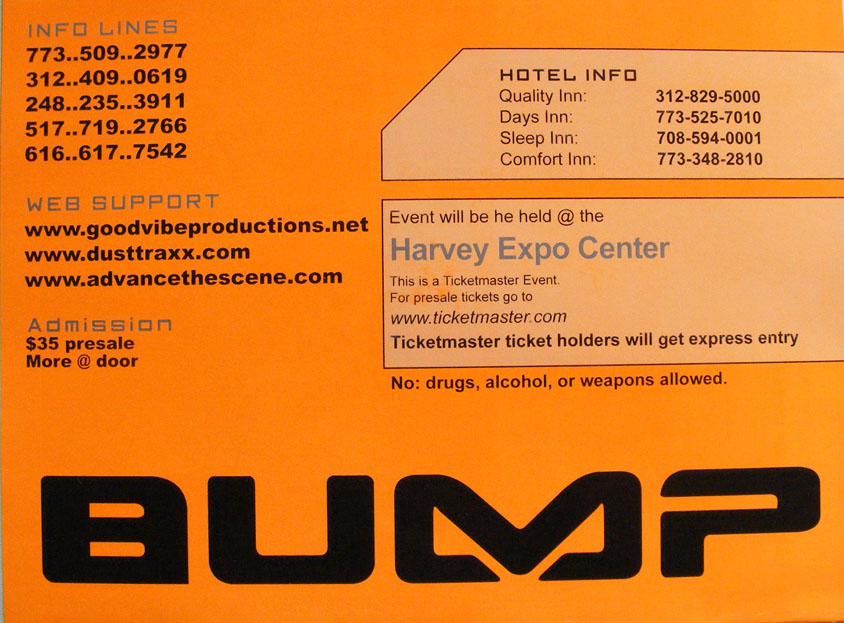 INFO LINES
773..509..2977
312..409..0619
248..235..3911
517..719..2766
616..617..7542
WEB SUPPORT
www.goodvibeproductions.net
www.dusttraxx.com
www.advancethescene.com
Admission
$35 presale
More @ door
HOTEL INFO
Quality Inn: 312-829-5000
Days Inn: 773-525-7010
Sleep Inn: 708-594-0001
Comfort Inn: 773-348-2810
Event will be he held @ the
Harvey Expo Center
This is a Ticketmaster Event.
For presale tickets go to
www.ticketmaster.com
Ticketmaster ticket holders will get express entry
No: drugs, alcohol, or weapons allowed.
BUMP